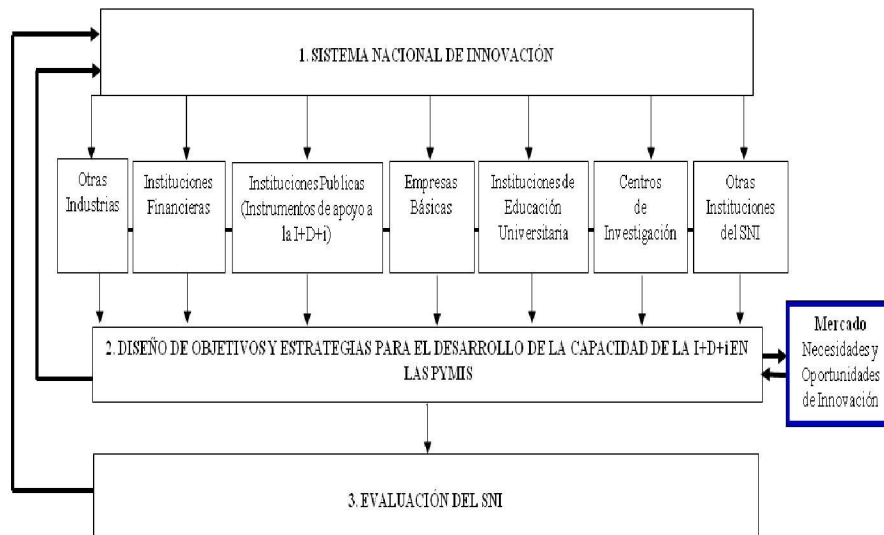 1. SISTEMA NACIONAL DE INNOVACIÓN
Otras
Industrias
Instituciones
Financieras
Instituciones Publicas
(Instrumentos de apoyo a
la I+D+i)
Empresas
Básicas
Instituciones de
Educación
Universitaria
Centros
de
Investigación
Otras
Instituciones
del SNI
2. DISEÑO DE OBJETIVOS Y ESTRATEGIAS PARA EL DESARROLLO DE LA CAPACIDAD DE LA I+D+i EN
LAS PYMIS
Mercado
Necesidades y
Oportunidades
de Innovación
3. EVALUACIÓN DEL SNI